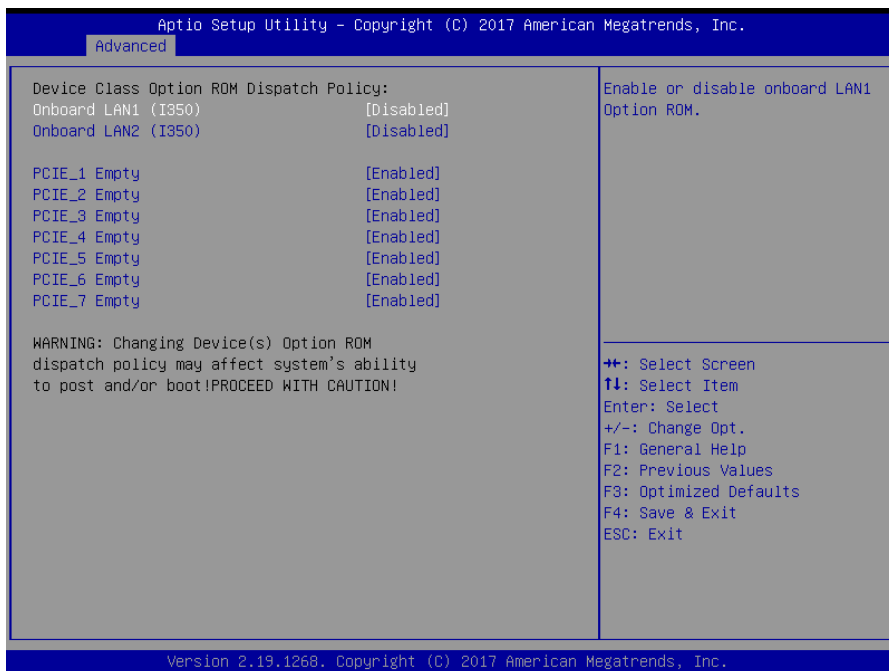 Aptio Setup Utility – Copyright (C) 2017 American Megatrends, Inc.
Advanced
Device Class Option ROM Dispatch Policy:
Onboard LAN1 (I350) [Disabled]
Onboard LAN2 (I350) [Disabled]
PCIE_1 Empty [Enabled]
PCIE_2 Empty [Enabled]
PCIE_3 Empty [Enabled]
PCIE_4 Empty [Enabled]
PCIE_5 Empty [Enabled]
PCIE_6 Empty [Enabled]
PCIE_7 Empty [Enabled]
WARNING: Changing Device(s) Option ROM
dispatch policy may affect system's ability
to post and/or boot!PROCEED WITH CAUTION!
Enable or disable onboard LAN1
Option ROM.
→←: Select Screen
↑↓: Select Item
Enter: Select
+/-: Change Opt.
F1: General Help
F2: Previous Values
F3: Optimized Defaults
F4: Save & Exit
ESC: Exit
Version 2.19.1268. Copyright (C) 2017 American Megatrends, Inc.